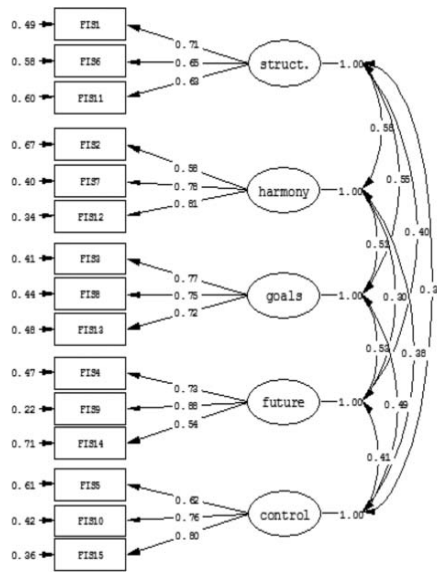 0.49 FIS1 0.71
0.58 FIS6 0.65 struct. 1.00
0.60 FIS11 0.63
0.67 FIS2 0.58
0.40 FIS7 0.78 harmony 1.00
0.34 FIS12 0.81
0.41 FIS3 0.77
0.44 FIS8 0.75 goals 1.00
0.48 FIS13 0.72
0.47 FIS4 0.73
0.22 FIS9 0.88 future 1.00
0.71 FIS14 0.54
0.61 FIS5 0.62
0.42 FIS10 0.76 control 1.00
0.36 FIS15 0.80
0.55
0.40
0.30
0.38
0.53
0.49
0.41